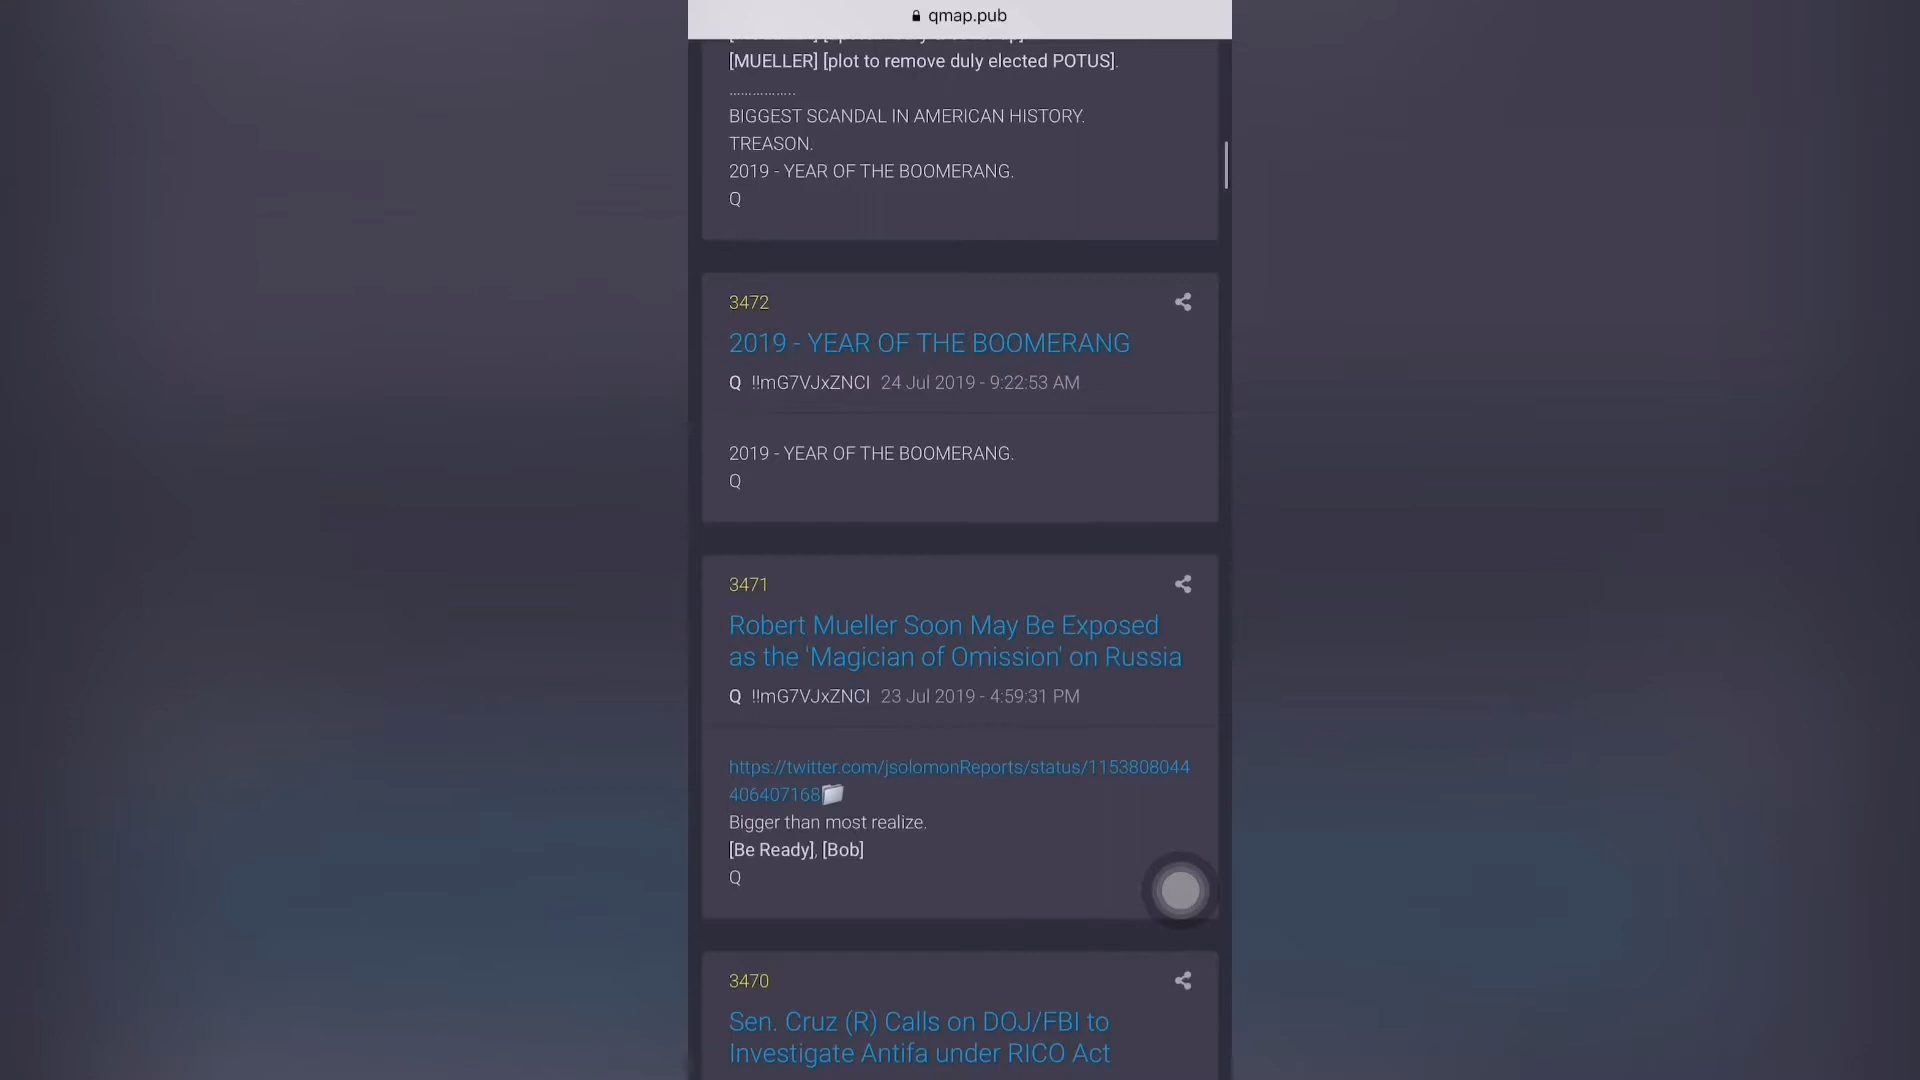 qmap.pub
[MUELLER] [plot to remove duly elected POTUS].
................
BIGGEST SCANDAL IN AMERICAN HISTORY.
TREASON.
2019 - YEAR OF THE BOOMERANG.
Q
3472
2019 - YEAR OF THE BOOMERANG
Q !!mG7VJxZNCI 24 Jul 2019 - 9:22:53 AM
2019 - YEAR OF THE BOOMERANG.
Q
3471
Robert Mueller Soon May Be Exposed
as the 'Magician of Omission' on Russia
Q !!mG7VJxZNCI 23 Jul 2019 - 4:59:31 PM
https://twitter.com/jsolomonReports/status/1153808044
406407168
Bigger than most realize.
[Be Ready], [Bob]
Q
3470
Sen. Cruz (R) Calls on DOJ/FBI to
Investigate Antifa under RICO Act